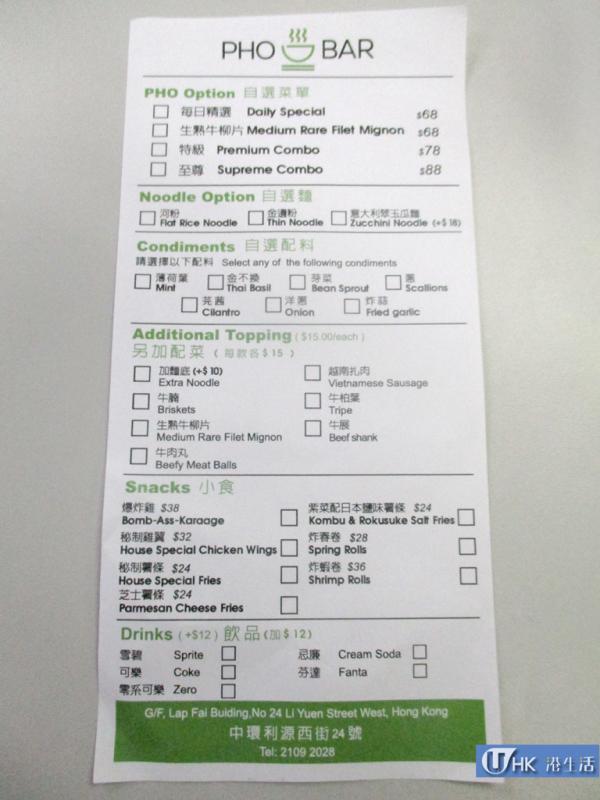 PHO BAR
PHO Option 自選菜單
每日精選 Daily Special $68
生熟牛柳片 Medium Rare Filet Mignon $68
特級 Premium Combo $78
至尊 Supreme Combo $88
Noodle Option 自選麵
河粉 金邊粉 意大利翠玉瓜麵
Flat Rice Noodle Thin Noodle Zucchini Noodle (+$18)
Condiments 自選配料
請選擇以下配料 Select any of the following condiments
薄荷葉 金不換 芽菜 蔥
Mint Thai Basil Bean Sprout Scallions
芫茜 洋蔥 炸蒜
Cilantro Onion Fried garlic
Additional Topping ($15.00/each)
另加配菜 (每款各$15)
加麵底 (+$10) 越南扎肉
Extra Noodle Vietnamese Sausage
牛腩 牛柏葉
Briskets Tripe
生熟牛柳片 牛展
Medium Rare Filet Mignon Beef shank
牛肉丸
Beefy Meat Balls
Snacks 小食
爆炸雞 $38 紫菜配日本鹽味薯條 $24
Bomb-Ass-Karaage Kombu & Rokusuke Salt Fries
秘制雞翼 $32 炸春卷 $28
House Special Chicken Wings Spring Rolls
秘制薯條 $24 炸蝦卷 $36
House Special Fries Shrimp Rolls
芝士薯條 $24
Parmesan Cheese Fries
Drinks (+$12) 飲品 (加$12)
雪碧 Sprite 忌廉 Cream Soda
可樂 Coke 芬達 Fanta
零系可樂 Zero
G/F, Lap Fai Buiding,No 24 Li Yuen Street West, Hong Kong
中環利源西街24號
Tel: 2109 2028
U HK 港生活